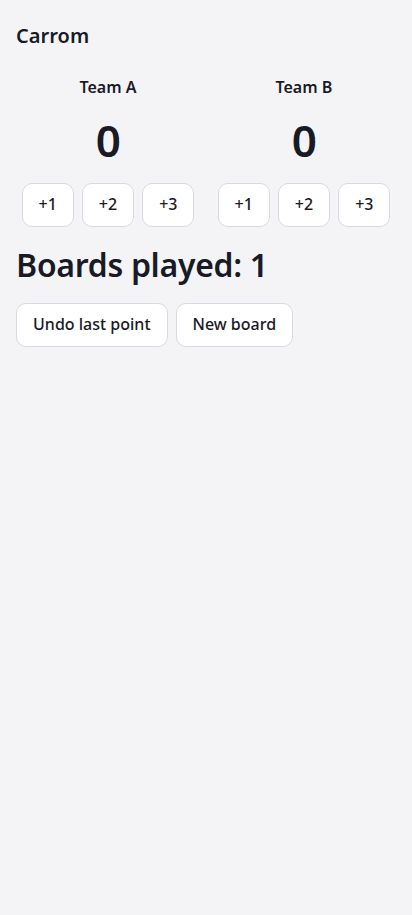 Carrom
Team A Team B
0 0
+1 +2 +3 +1 +2 +3
Boards played: 1
Undo last point New board